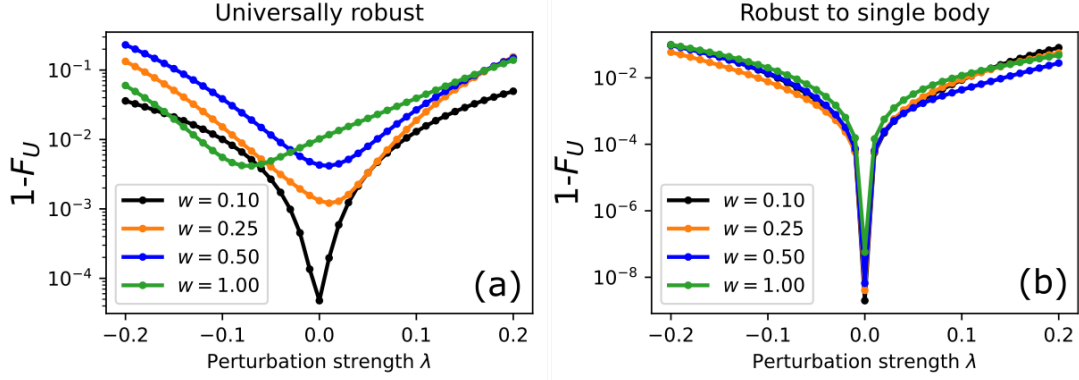 Universally robust
1-F_U
10^{-1}
10^{-2}
10^{-3}
10^{-4}
w = 0.10
w = 0.25
w = 0.50
w = 1.00
(a)
−0.2 −0.1 0.0 0.1 0.2
Perturbation strength λ
Robust to single body
1-F_U
10^{-2}
10^{-4}
10^{-6}
10^{-8}
w = 0.10
w = 0.25
w = 0.50
w = 1.00
(b)
−0.2 −0.1 0.0 0.1 0.2
Perturbation strength λ